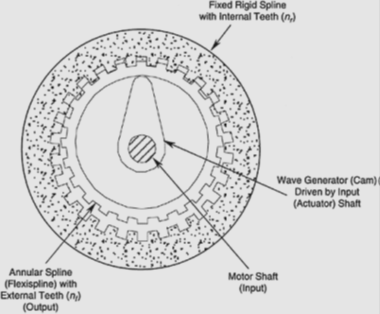 Fixed Rigid Spline
with Internal Teeth (nr)
Wave Generator (Cam)
Driven by Input
(Actuator) Shaft
Annular Spline
(Flexispline) with
External Teeth (nf)
(Output)
Motor Shaft
(Input)